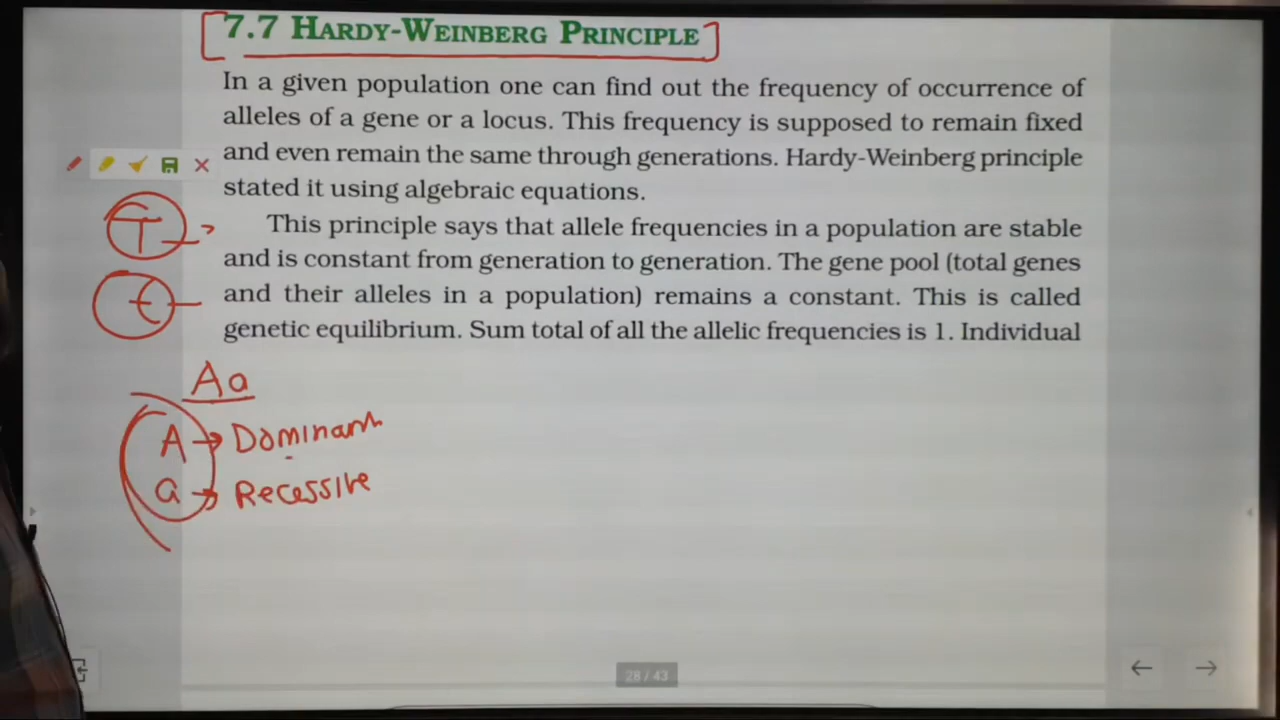 7.7 HARDY-WEINBERG PRINCIPLE
In a given population one can find out the frequency of occurrence of
alleles of a gene or a locus. This frequency is supposed to remain fixed
and even remain the same through generations. Hardy-Weinberg principle
stated it using algebraic equations.
This principle says that allele frequencies in a population are stable
and is constant from generation to generation. The gene pool (total genes
and their alleles in a population) remains a constant. This is called
genetic equilibrium. Sum total of all the allelic frequencies is 1. Individual
T
t
Aa
A → Dominant
a → Recessive
28 / 43